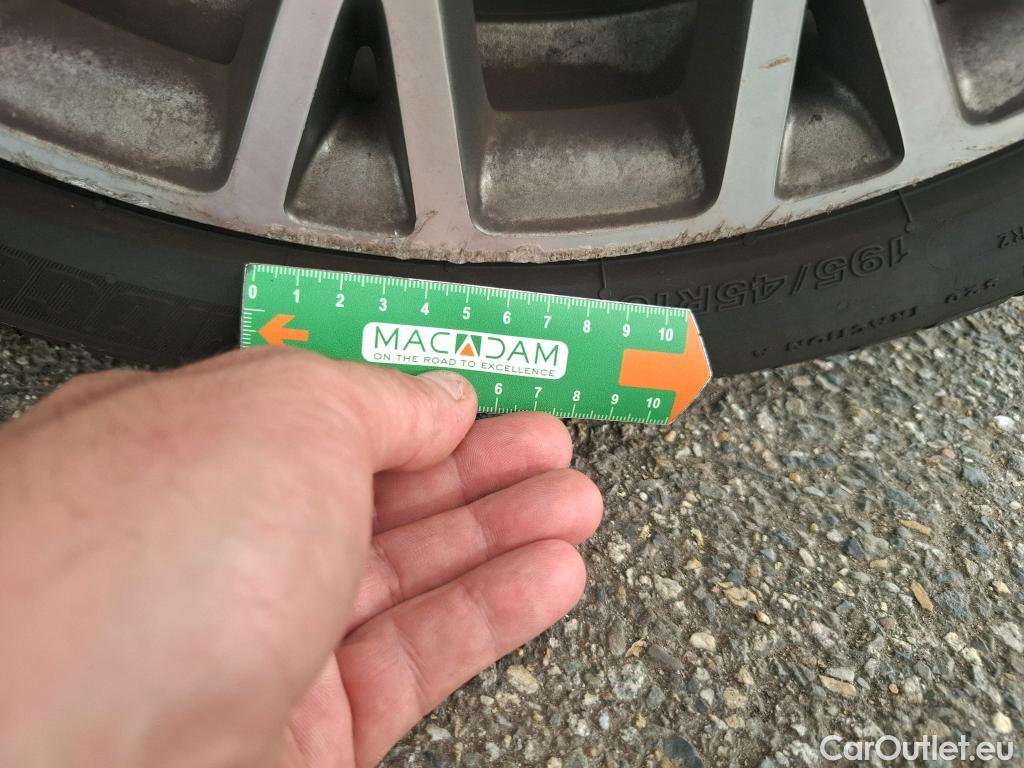 0 1 2 3 4 5 6 7 8 9 10
MACADAM
ON THE ROAD TO EXCELLENCE
6 7 8 9 10
195/45R16
TRACTION A
CarOutlet.eu